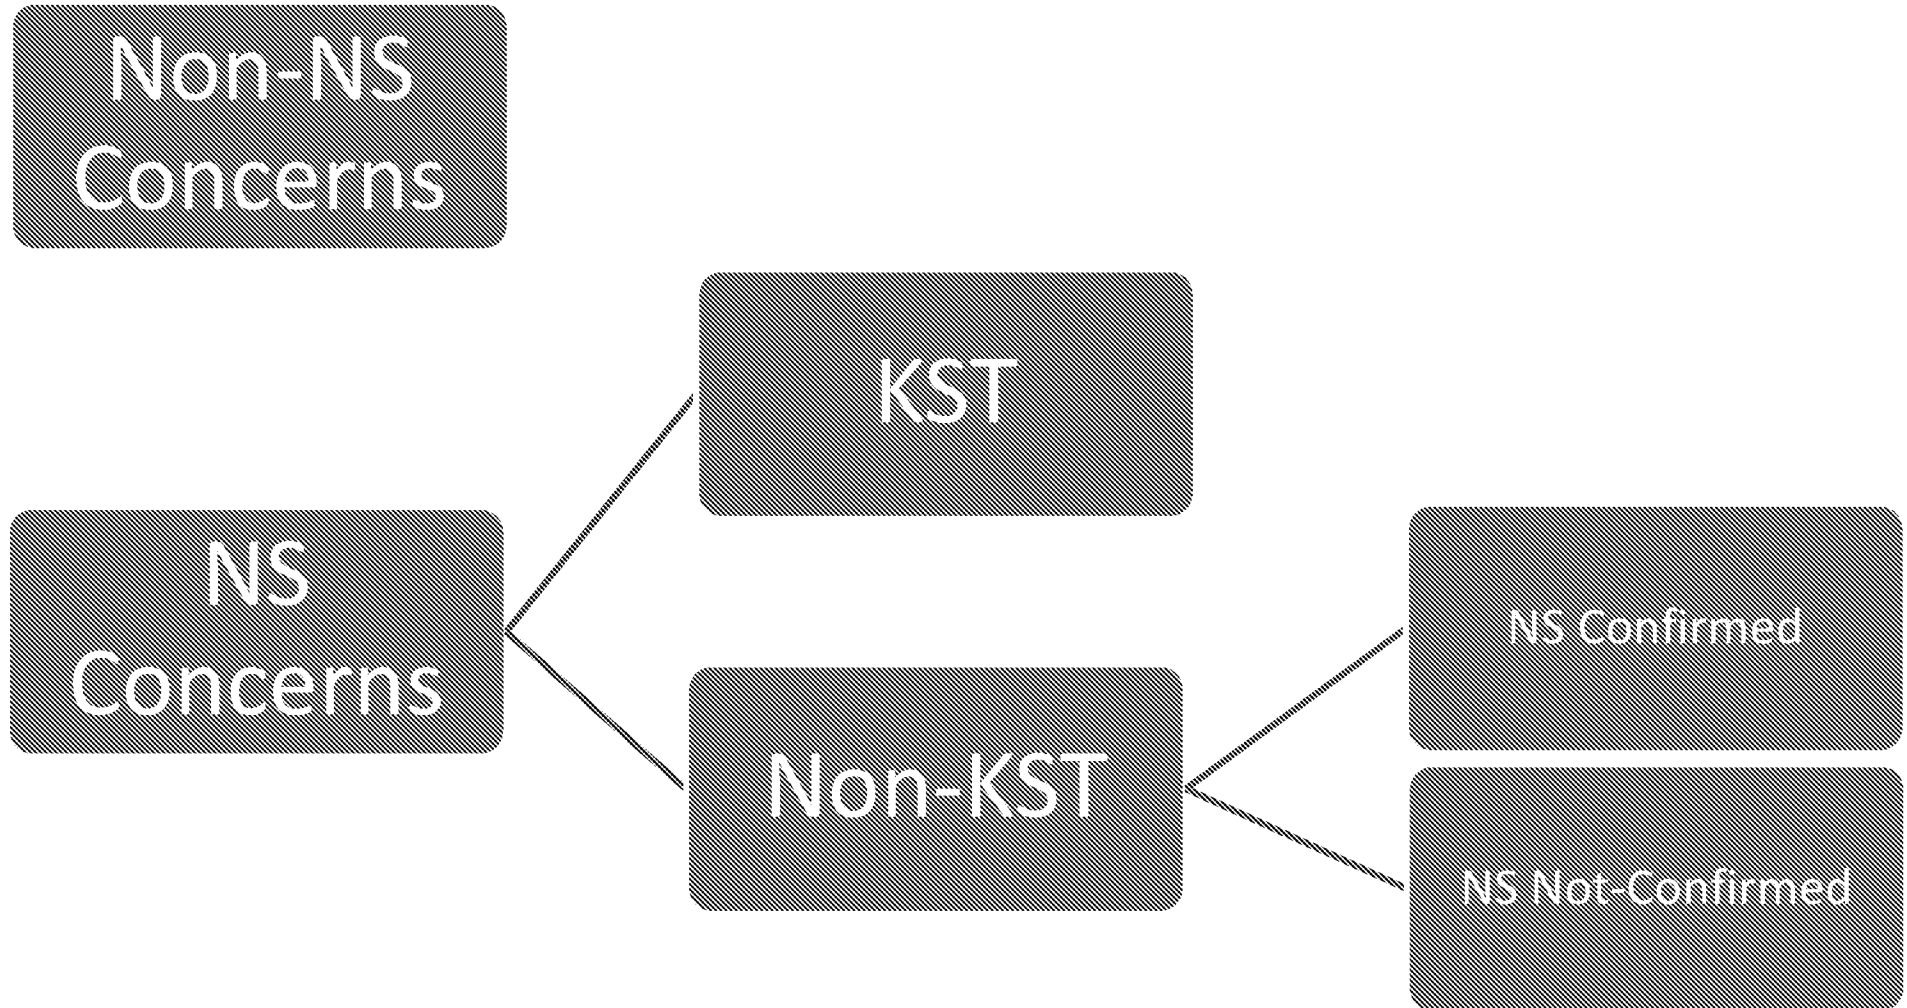 Non-NS
Concerns
KST
NS
Concerns
NS Confirmed
Non-KST
NS Not-Confirmed